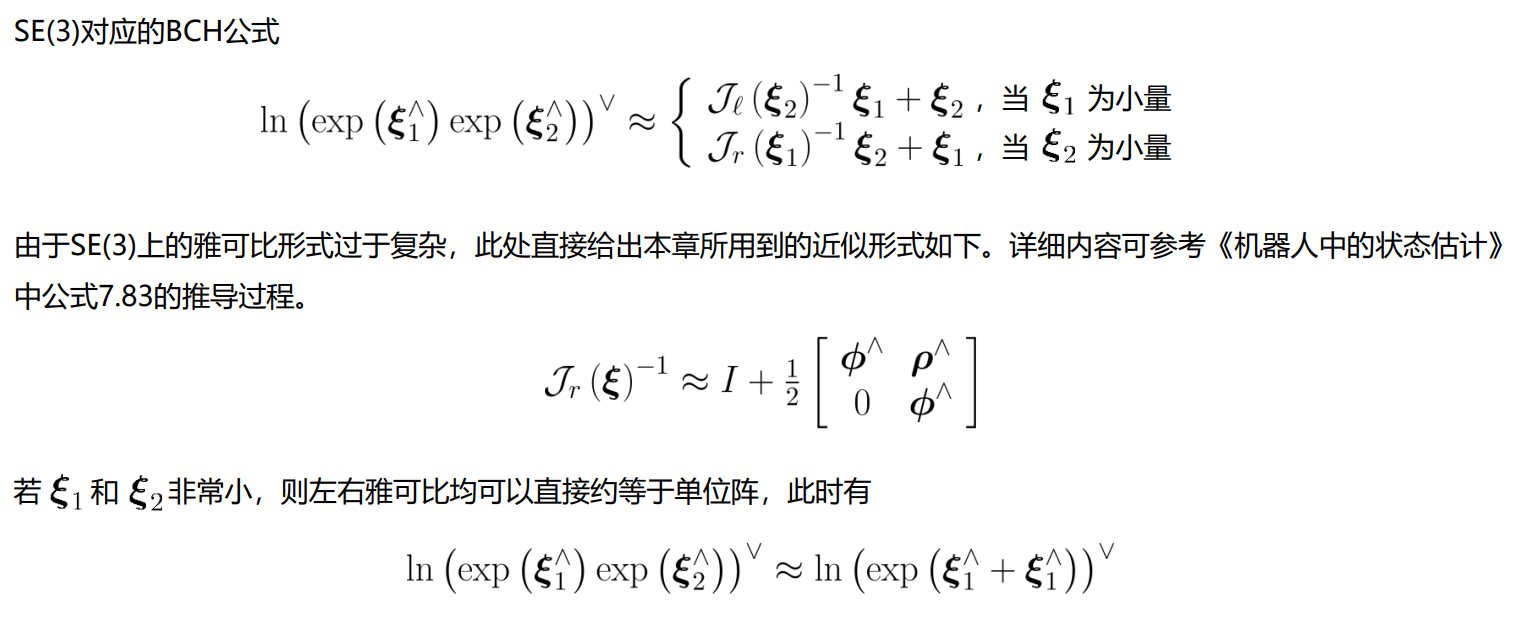 SE(3)对应的BCH公式
$$\ln\left(\exp\left(\boldsymbol{\xi}_1^{\wedge}\right)\exp\left(\boldsymbol{\xi}_2^{\wedge}\right)\right)^{\vee} \approx \begin{cases} \mathcal{J}_{\ell}\left(\boldsymbol{\xi}_2\right)^{-1}\boldsymbol{\xi}_1+\boldsymbol{\xi}_2 \text{,当 } \boldsymbol{\xi}_1 \text{ 为小量} \\ \mathcal{J}_r\left(\boldsymbol{\xi}_1\right)^{-1}\boldsymbol{\xi}_2+\boldsymbol{\xi}_1 \text{,当 } \boldsymbol{\xi}_2 \text{ 为小量} \end{cases}$$
由于SE(3)上的雅可比形式过于复杂,此处直接给出本章所用到的近似形式如下。详细内容可参考《机器人中的状态估计》
中公式7.83的推导过程。
$$\mathcal{J}_r\left(\boldsymbol{\xi}\right)^{-1} \approx I+\frac{1}{2}\begin{bmatrix} \boldsymbol{\phi}^{\wedge} & \boldsymbol{\rho}^{\wedge} \\ 0 & \boldsymbol{\phi}^{\wedge} \end{bmatrix}$$
若 $\boldsymbol{\xi}_1$ 和 $\boldsymbol{\xi}_2$ 非常小,则左右雅可比均可以直接约等于单位阵,此时有
$$\ln\left(\exp\left(\boldsymbol{\xi}_1^{\wedge}\right)\exp\left(\boldsymbol{\xi}_2^{\wedge}\right)\right)^{\vee} \approx \ln\left(\exp\left(\boldsymbol{\xi}_1^{\wedge}+\boldsymbol{\xi}_1^{\wedge}\right)\right)^{\vee}$$